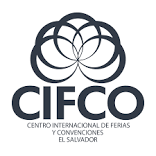 CIFCO
CENTRO INTERNACIONAL DE FERIAS
Y CONVENCIONES
EL SALVADOR